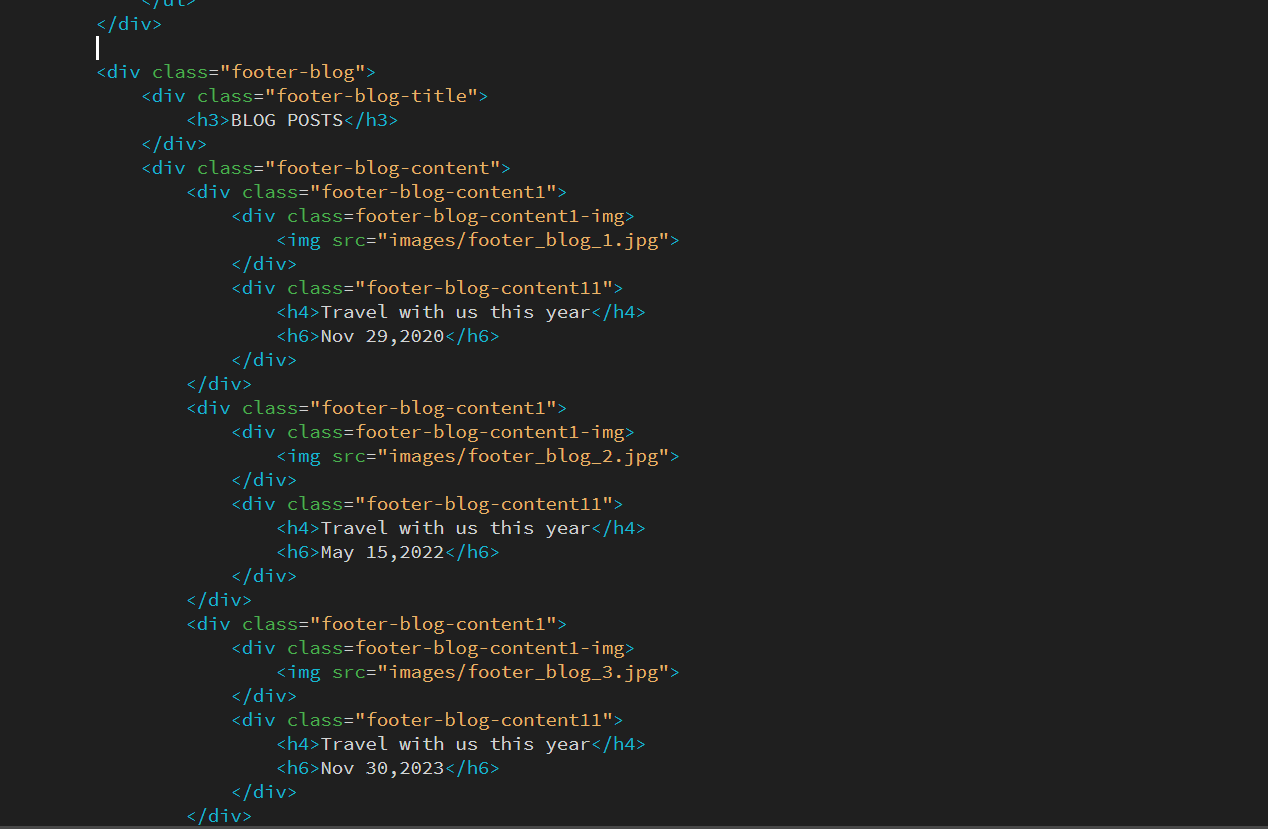 </ul>
</div>
<div class="footer-blog">
<div class="footer-blog-title">
<h3>BLOG POSTS</h3>
</div>
<div class="footer-blog-content">
<div class="footer-blog-content1">
<div class=footer-blog-content1-img>
<img src="images/footer_blog_1.jpg">
</div>
<div class="footer-blog-content11">
<h4>Travel with us this year</h4>
<h6>Nov 29,2020</h6>
</div>
</div>
<div class="footer-blog-content1">
<div class=footer-blog-content1-img>
<img src="images/footer_blog_2.jpg">
</div>
<div class="footer-blog-content11">
<h4>Travel with us this year</h4>
<h6>May 15,2022</h6>
</div>
</div>
<div class="footer-blog-content1">
<div class=footer-blog-content1-img>
<img src="images/footer_blog_3.jpg">
</div>
<div class="footer-blog-content11">
<h4>Travel with us this year</h4>
<h6>Nov 30,2023</h6>
</div>
</div>